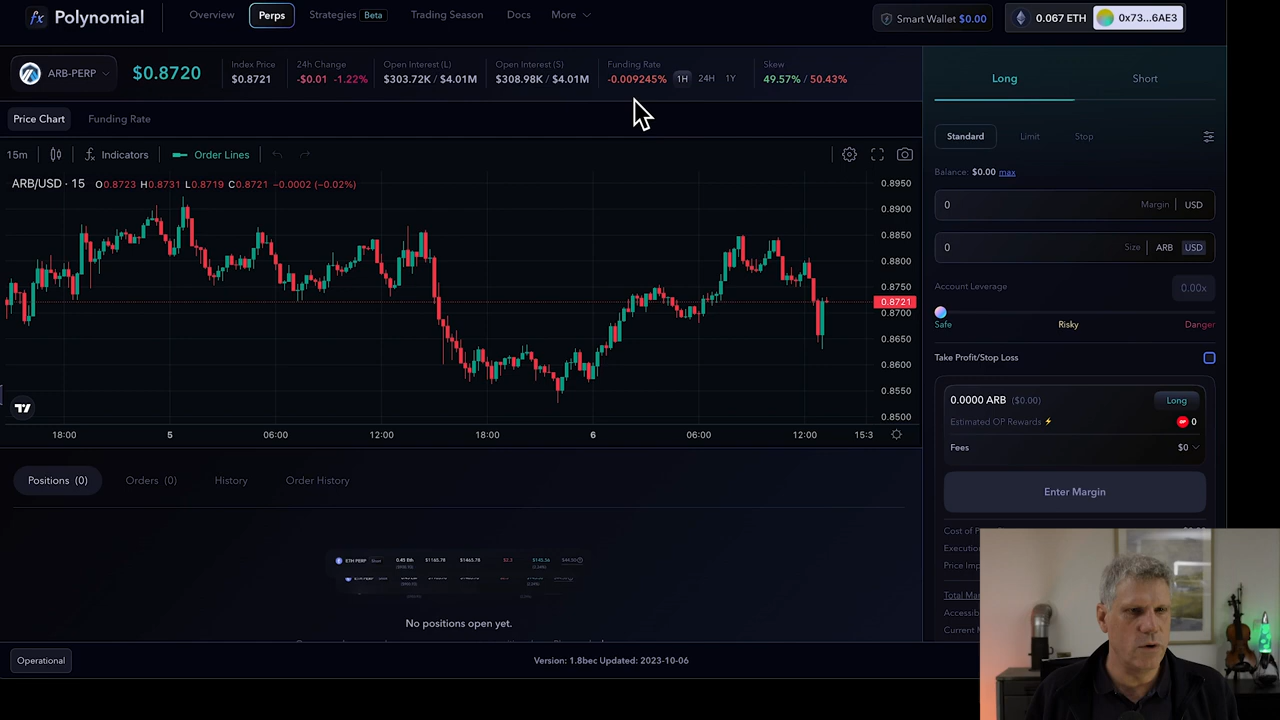 fx Polynomial
Overview Perps Strategies Beta Trading Season Docs More
Smart Wallet $0.00 0.067 ETH 0x73...6AE3
ARB-PERP $0.8720
Index Price 24h Change Open Interest (L) Open Interest (S) Funding Rate Skew
$0.8721 -$0.01 -1.22% $303.72K / $4.01M $308.98K / $4.01M -0.009245% 1H 24H 1Y 49.57% / 50.43%
Price Chart Funding Rate
15m Indicators Order Lines
ARB/USD · 15 O0.8723 H0.8731 L0.8719 C0.8721 -0.0002 (-0.02%)
0.8950
0.8900
0.8850
0.8800
0.8750
0.8721
0.8700
0.8650
0.8600
0.8550
0.8500
18:00 5 06:00 12:00 18:00 6 06:00 12:00 15:3
Positions (0) Orders (0) History Order History
No positions open yet.
Operational
Version: 1.8bec Updated: 2023-10-06
Long Short
Standard Limit Stop
Balance: $0.00 max
0 Margin USD
0 Size ARB USD
Account Leverage 0.00x
Safe Risky Danger
Take Profit/Stop Loss
0.0000 ARB ($0.00) Long
Estimated OP Rewards OP 0
Fees $0
Enter Margin